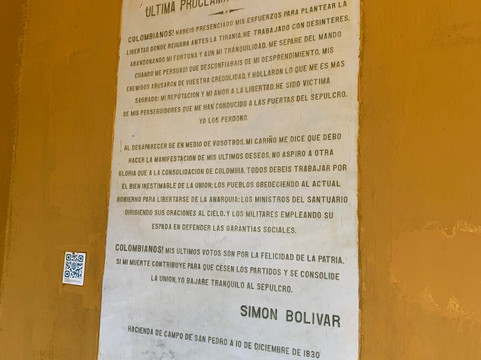 ULTIMA PROCLAMA
COLOMBIANOS! HABEIS PRESENCIADO MIS ESFUERZOS PARA PLANTEAR LA
LIBERTAD DONDE REINABA ANTES LA TIRANIA. HE TRABAJADO CON DESINTERES,
ABANDONANDO MI FORTUNA Y AUN MI TRANQUILIDAD, ME SEPARE DEL MANDO
CUANDO ME PERSUADI QUE DESCONFIABAIS DE MI DESPRENDIMIENTO. MIS
ENEMIGOS ABUSARON DE VUESTRA CREDULIDAD, Y HOLLARON LO QUE ME ES MAS
SAGRADO: MI REPUTACION Y MI AMOR A LA LIBERTAD. HE SIDO VICTIMA
DE MIS PERSEGUIDORES QUE ME HAN CONDUCIDO A LAS PUERTAS DEL SEPULCRO.
YO LOS PERDONO.
AL DESAPARECER DE EN MEDIO DE VOSOTROS, MI CARIÑO ME DICE QUE DEBO
HACER LA MANIFESTACION DE MIS ULTIMOS DESEOS. NO ASPIRO A OTRA
GLORIA QUE A LA CONSOLIDACION DE COLOMBIA. TODOS DEBEIS TRABAJAR POR
EL BIEN INESTIMABLE DE LA UNION: LOS PUEBLOS OBEDECIENDO AL ACTUAL
GOBIERNO PARA LIBERTARSE DE LA ANARQUIA; LOS MINISTROS DEL SANTUARIO
DIRIGIENDO SUS ORACIONES AL CIELO, Y LOS MILITARES EMPLEANDO SU
ESPADA EN DEFENDER LAS GARANTIAS SOCIALES.
COLOMBIANOS! MIS ULTIMOS VOTOS SON POR LA FELICIDAD DE LA PATRIA.
SI MI MUERTE CONTRIBUYE PARA QUE CESEN LOS PARTIDOS Y SE CONSOLIDE
LA UNION, YO BAJARE TRANQUILO AL SEPULCRO.
SIMON BOLIVAR
HACIENDA DE CAMPO DE SAN PEDRO A 10 DE DICIEMBRE DE 1830